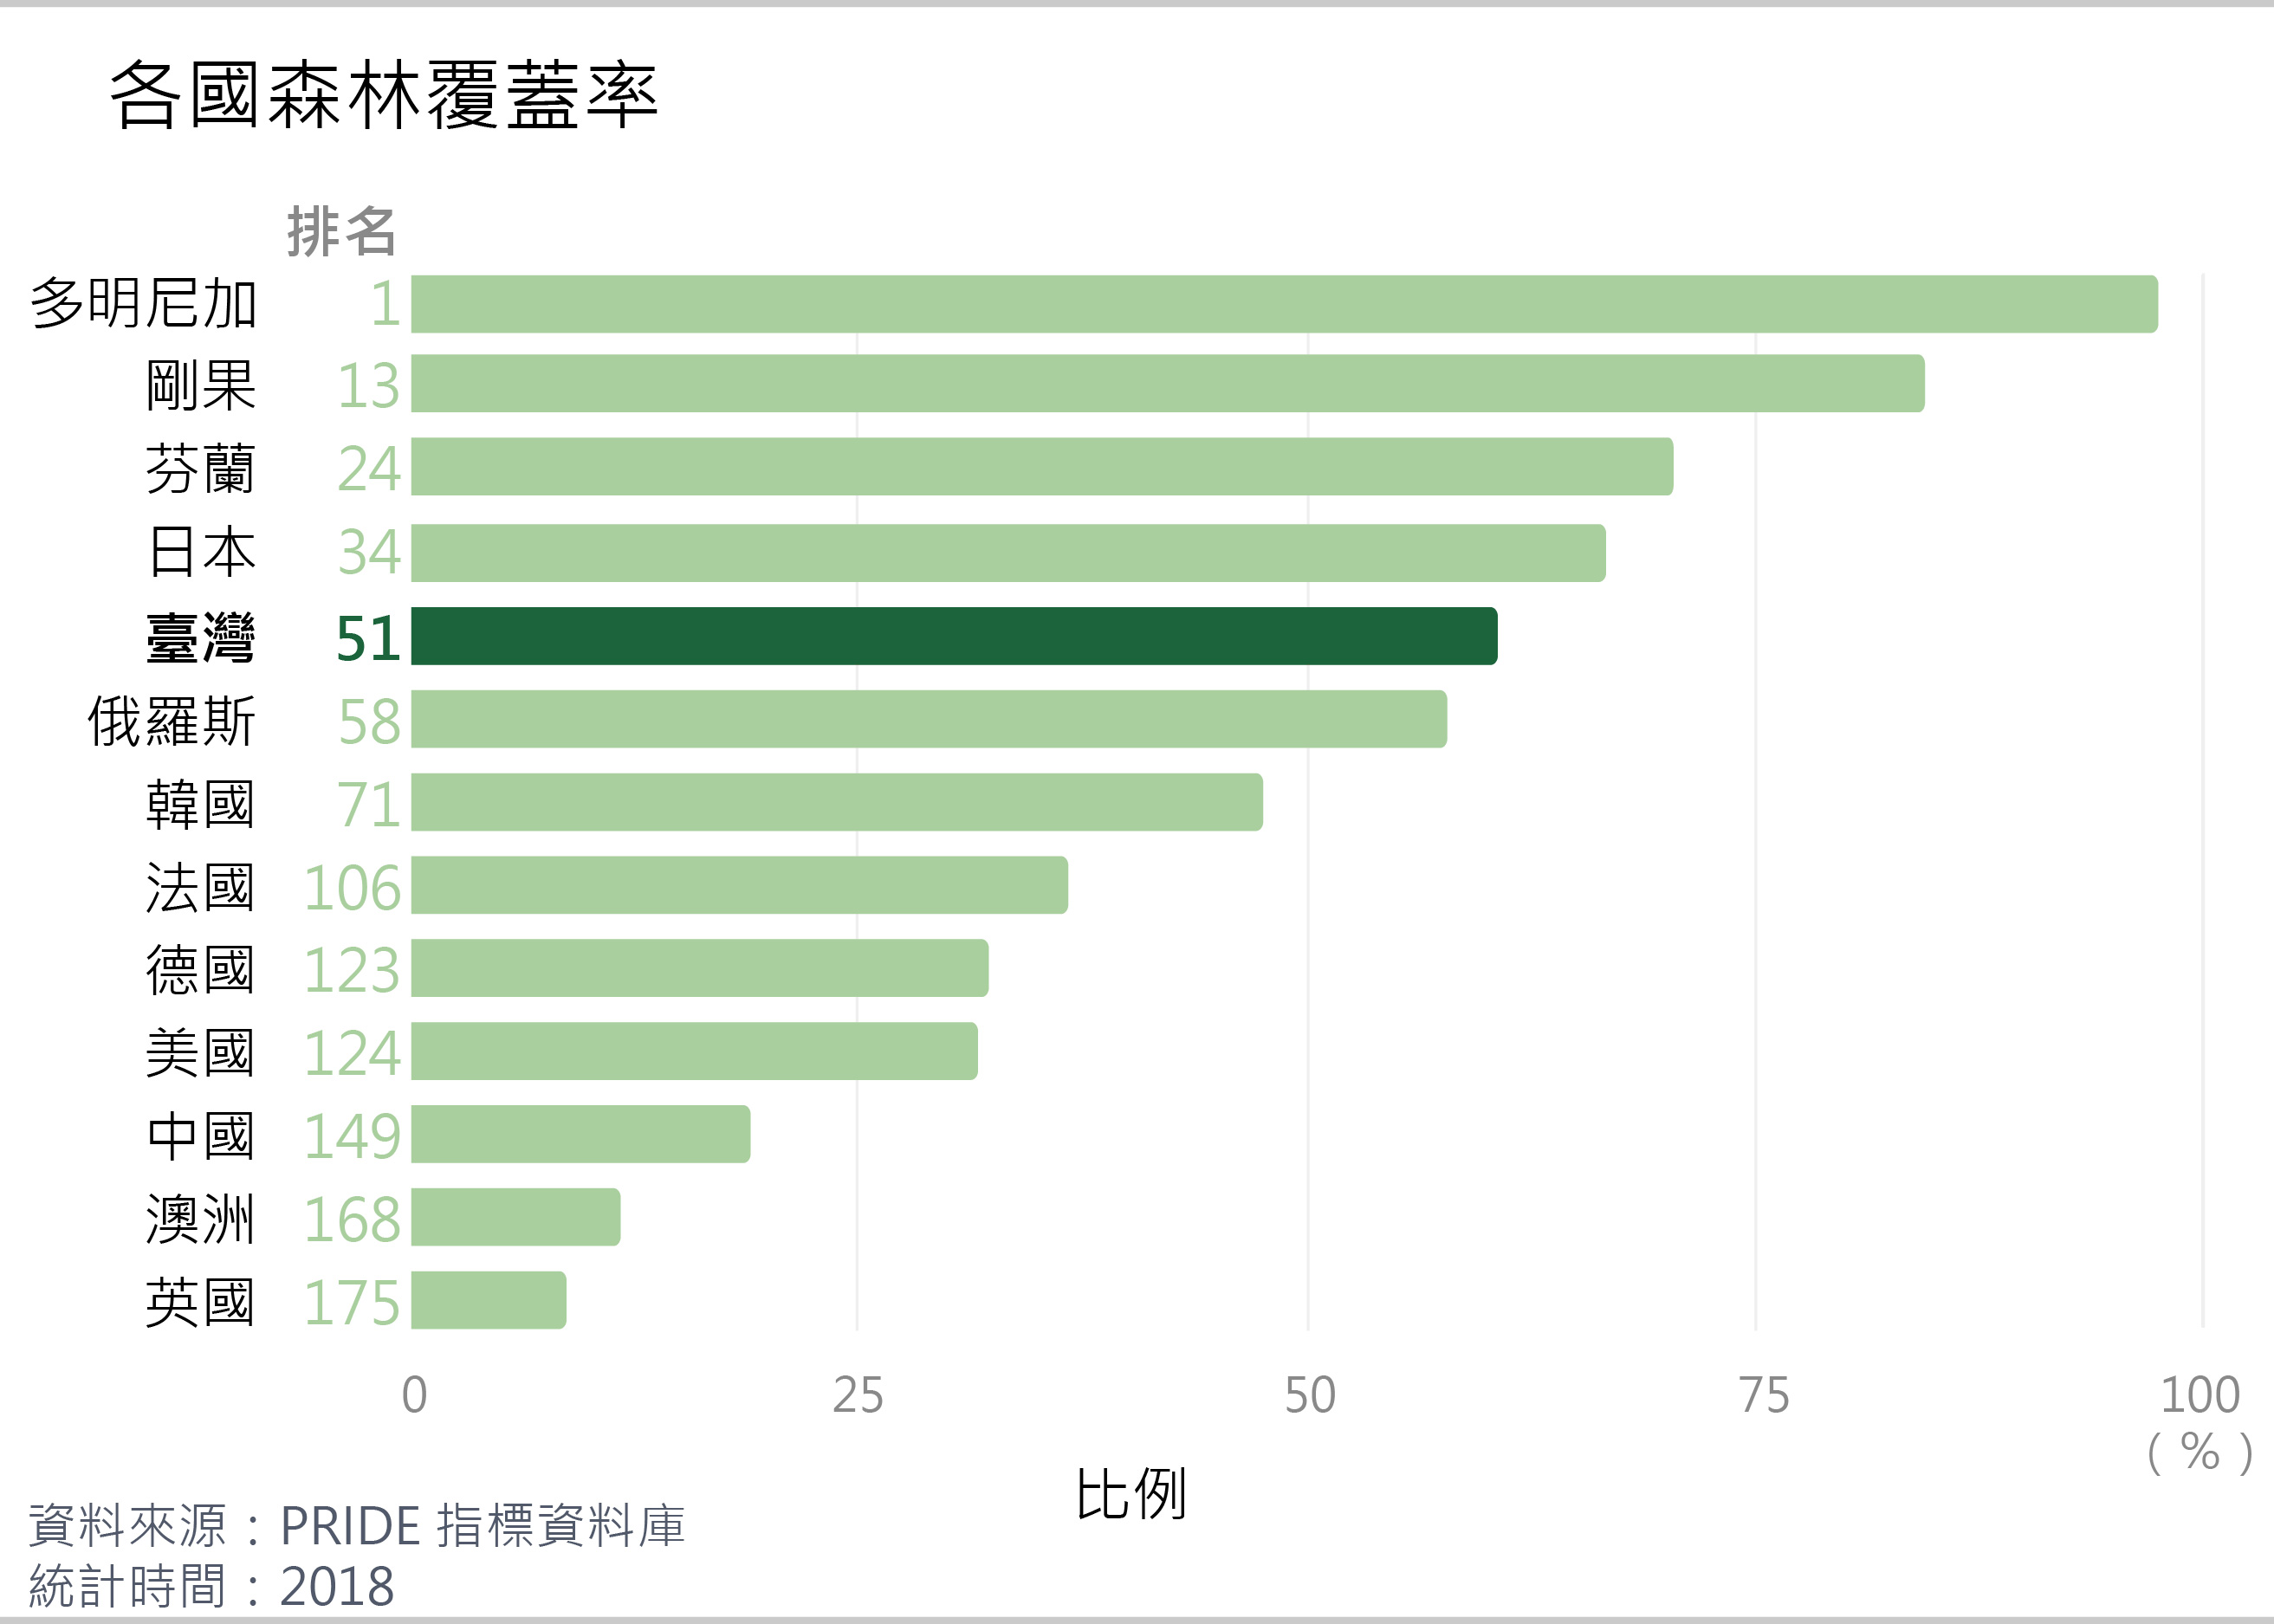 各國森林覆蓋率
排名
多明尼加 1
剛果 13
芬蘭 24
日本 34
臺灣 51
俄羅斯 58
韓國 71
法國 106
德國 123
美國 124
中國 149
澳洲 168
英國 175
0 25 50 75 100
( % )
比例
資料來源：PRIDE 指標資料庫
統計時間：2018